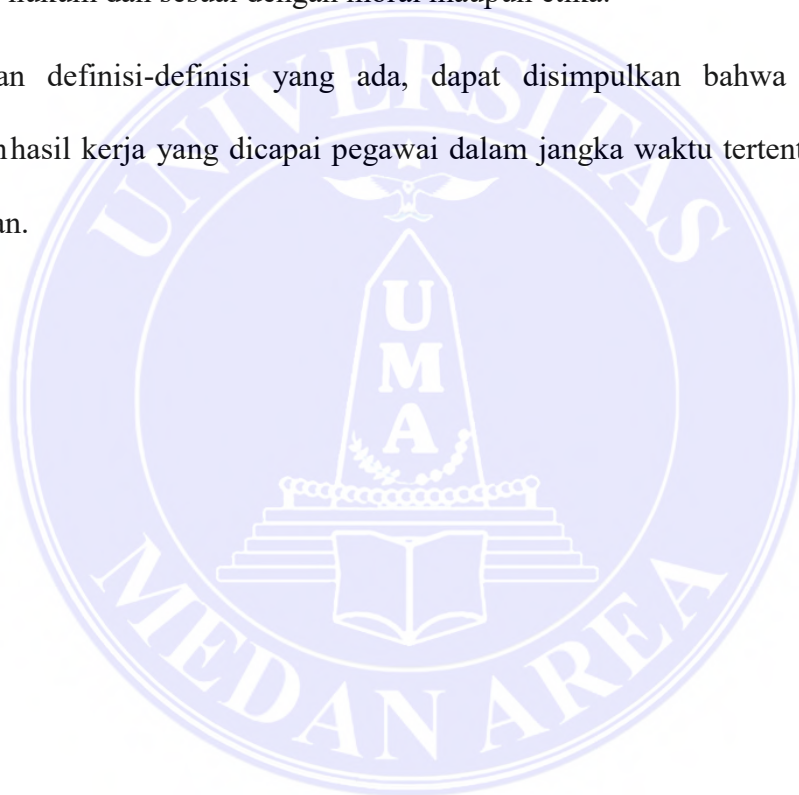 hukum dan sesuai dengan moral maupun etika.
an definisi-definisi yang ada, dapat disimpulkan bahwa
hasil kerja yang dicapai pegawai dalam jangka waktu tertent
an.
UNIVERSITAS
UMA
MEDAN AREA